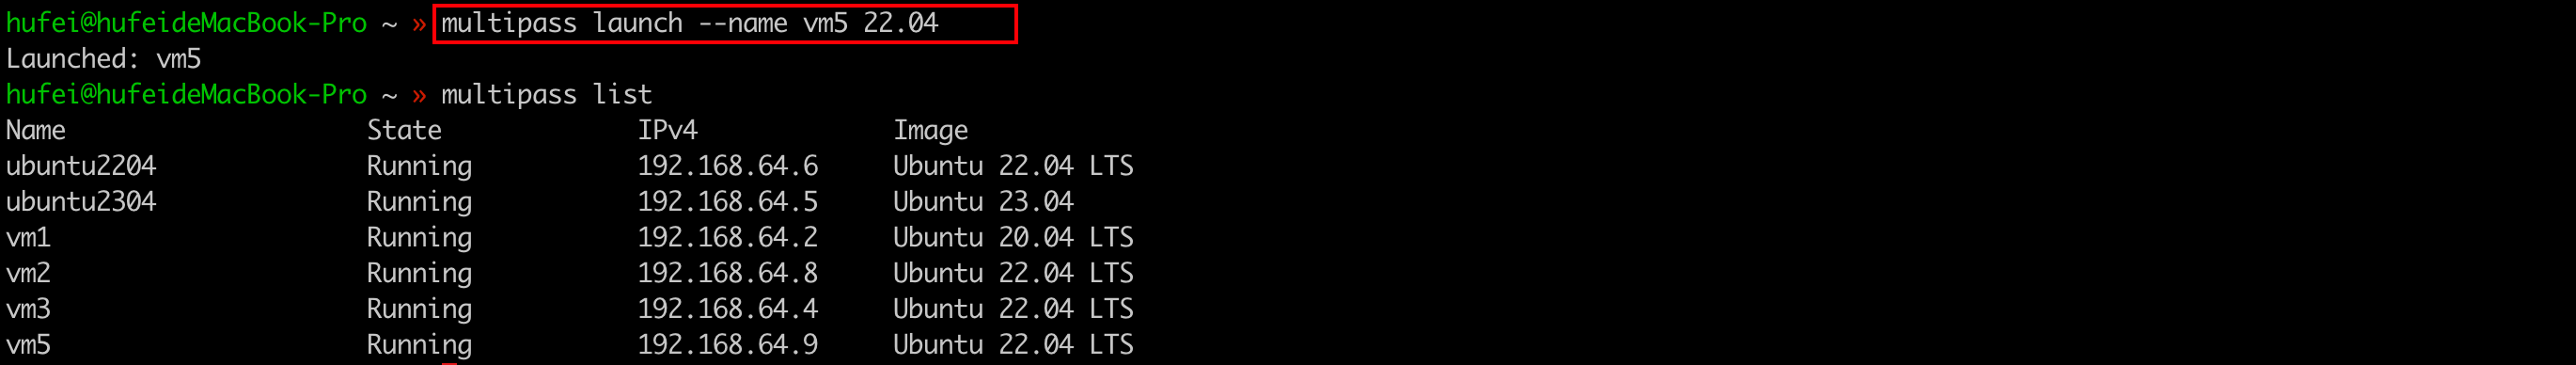 hufei@hufeideMacBook-Pro ~ » multipass launch --name vm5 22.04
Launched: vm5
hufei@hufeideMacBook-Pro ~ » multipass list
Name                    State             IPv4             Image
ubuntu2204              Running           192.168.64.6     Ubuntu 22.04 LTS
ubuntu2304              Running           192.168.64.5     Ubuntu 23.04
vm1                     Running           192.168.64.2     Ubuntu 20.04 LTS
vm2                     Running           192.168.64.8     Ubuntu 22.04 LTS
vm3                     Running           192.168.64.4     Ubuntu 22.04 LTS
vm5                     Running           192.168.64.9     Ubuntu 22.04 LTS